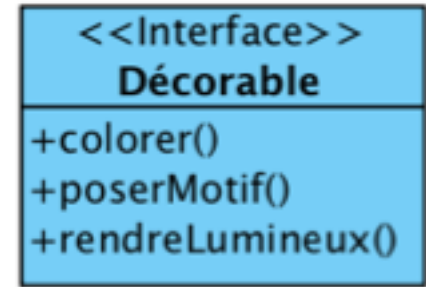 <<Interface>>
Décorable
+colorer()
+poserMotif()
+rendreLumineux()